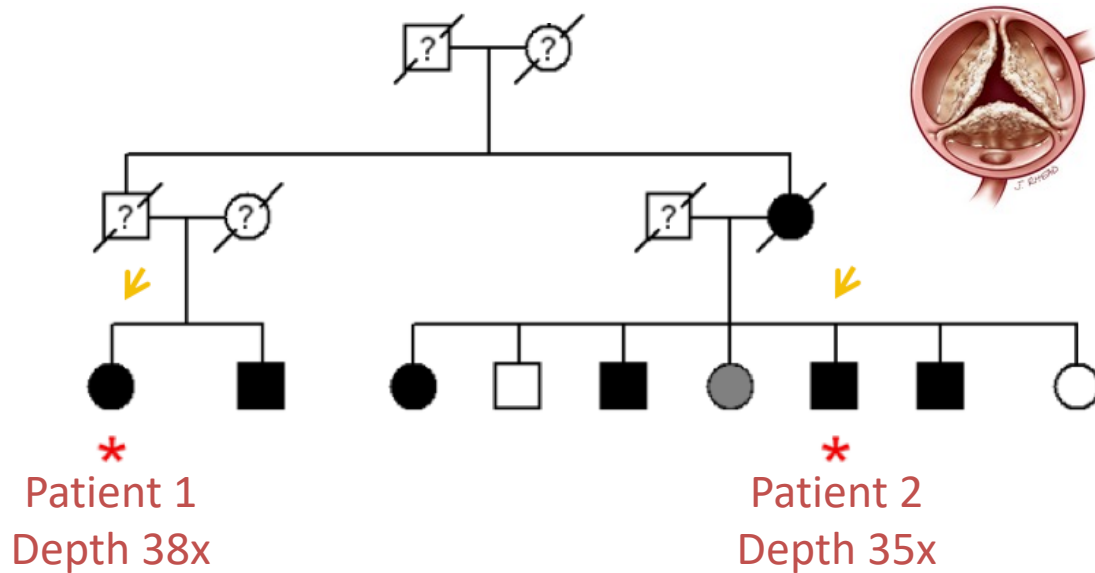 ? ?
J. RHEAD
? ? ?
* *
Patient 1 Patient 2
Depth 38x Depth 35x